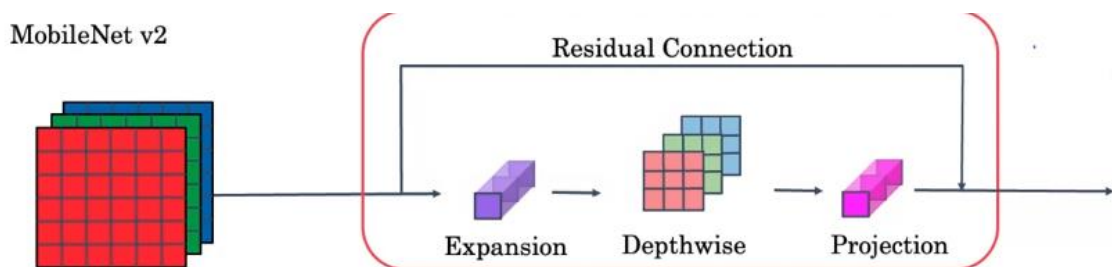 MobileNet v2
Residual Connection
Expansion
Depthwise
Projection